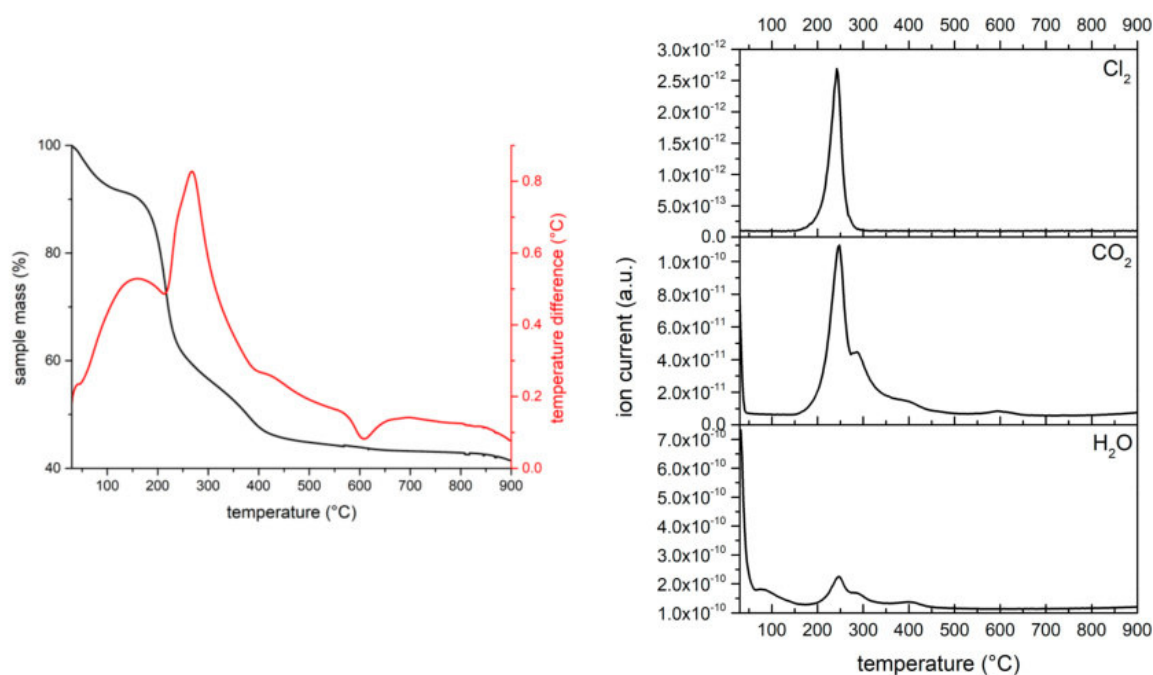 100
80
60
40
sample mass (%)
100 200 300 400 500 600 700 800 900
temperature (°C)
0.8
0.6
0.4
0.2
0.0
temperature difference (°C)
100 200 300 400 500 600 700 800 900
3.0x10⁻¹²
2.5x10⁻¹²
2.0x10⁻¹²
1.5x10⁻¹²
1.0x10⁻¹²
5.0x10⁻¹³
0.0
Cl₂
1.0x10⁻¹⁰
8.0x10⁻¹¹
6.0x10⁻¹¹
4.0x10⁻¹¹
2.0x10⁻¹¹
0.0
CO₂
ion current (a.u.)
7.0x10⁻¹⁰
6.0x10⁻¹⁰
5.0x10⁻¹⁰
4.0x10⁻¹⁰
3.0x10⁻¹⁰
2.0x10⁻¹⁰
1.0x10⁻¹⁰
H₂O
100 200 300 400 500 600 700 800 900
temperature (°C)